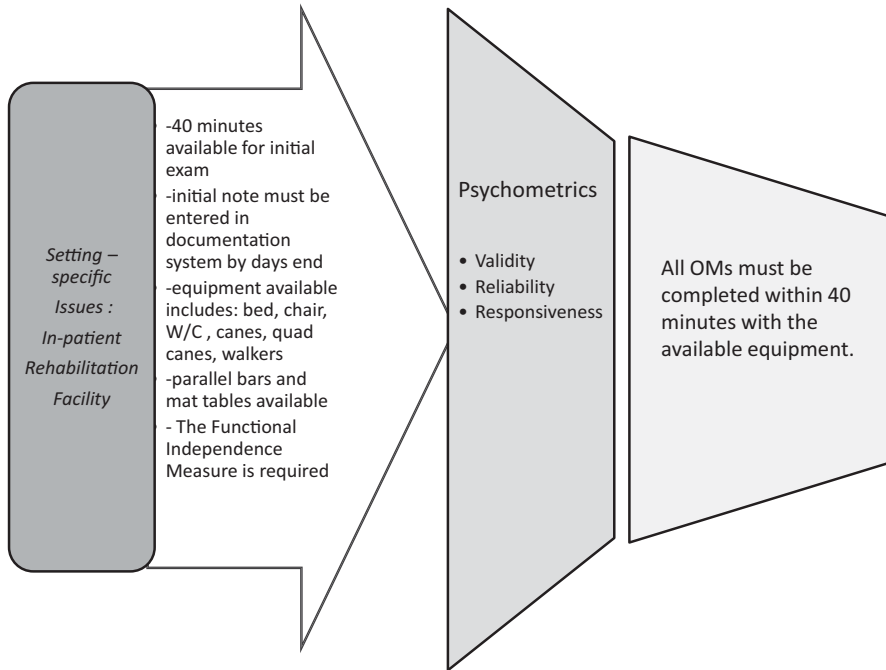 Setting –
specific
Issues :
In-patient
Rehabilitation
Facility
• -40 minutes
available for initial
exam
• -initial note must be
entered in
documentation
system by days end
• -equipment available
includes: bed, chair,
W/C , canes, quad
canes, walkers
• -parallel bars and
mat tables available
• - The Functional
Independence
Measure is required
Psychometrics
• Validity
• Reliability
• Responsiveness
All OMs must be
completed within 40
minutes with the
available equipment.